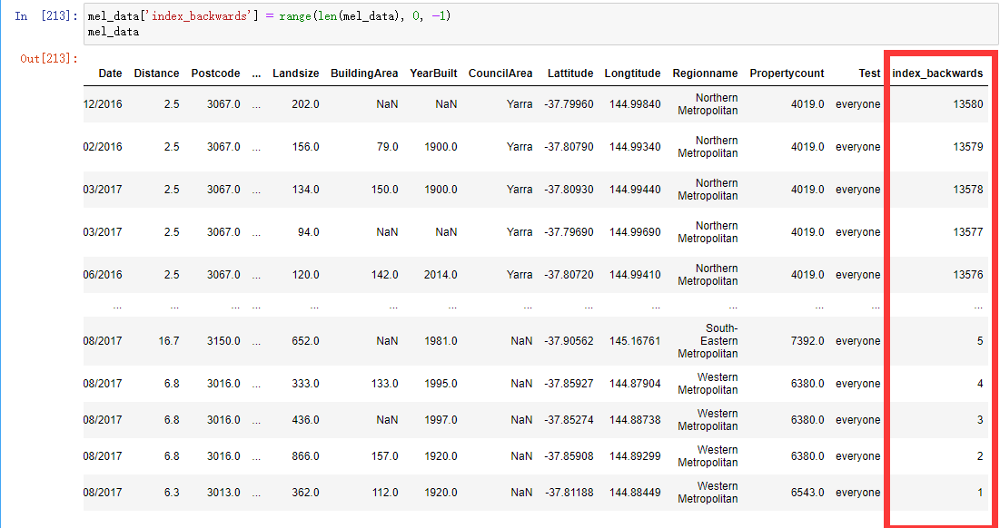 In [213]: mel_data['index_backwards'] = range(len(mel_data), 0, -1)
mel_data
Out[213]:
Date Distance Postcode ... Landsize BuildingArea YearBuilt CouncilArea Lattitude Longtitude Regionname Propertycount Test index_backwards
12/2016 2.5 3067.0 ... 202.0 NaN NaN Yarra -37.79960 144.99840 Northern Metropolitan 4019.0 everyone 13580
02/2016 2.5 3067.0 ... 156.0 79.0 1900.0 Yarra -37.80790 144.99340 Northern Metropolitan 4019.0 everyone 13579
03/2017 2.5 3067.0 ... 134.0 150.0 1900.0 Yarra -37.80930 144.99440 Northern Metropolitan 4019.0 everyone 13578
03/2017 2.5 3067.0 ... 94.0 NaN NaN Yarra -37.79690 144.99690 Northern Metropolitan 4019.0 everyone 13577
06/2016 2.5 3067.0 ... 120.0 142.0 2014.0 Yarra -37.80720 144.99410 Northern Metropolitan 4019.0 everyone 13576
... ... ... ... ... ... ... ... ... ... ... ... ... ...
08/2017 16.7 3150.0 ... 652.0 NaN 1981.0 NaN -37.90562 145.16761 South-Eastern Metropolitan 7392.0 everyone 5
08/2017 6.8 3016.0 ... 333.0 133.0 1995.0 NaN -37.85927 144.87904 Western Metropolitan 6380.0 everyone 4
08/2017 6.8 3016.0 ... 436.0 NaN 1997.0 NaN -37.85274 144.88738 Western Metropolitan 6380.0 everyone 3
08/2017 6.8 3016.0 ... 866.0 157.0 1920.0 NaN -37.85908 144.89299 Western Metropolitan 6380.0 everyone 2
08/2017 6.3 3013.0 ... 362.0 112.0 1920.0 NaN -37.81188 144.88449 Western Metropolitan 6543.0 everyone 1